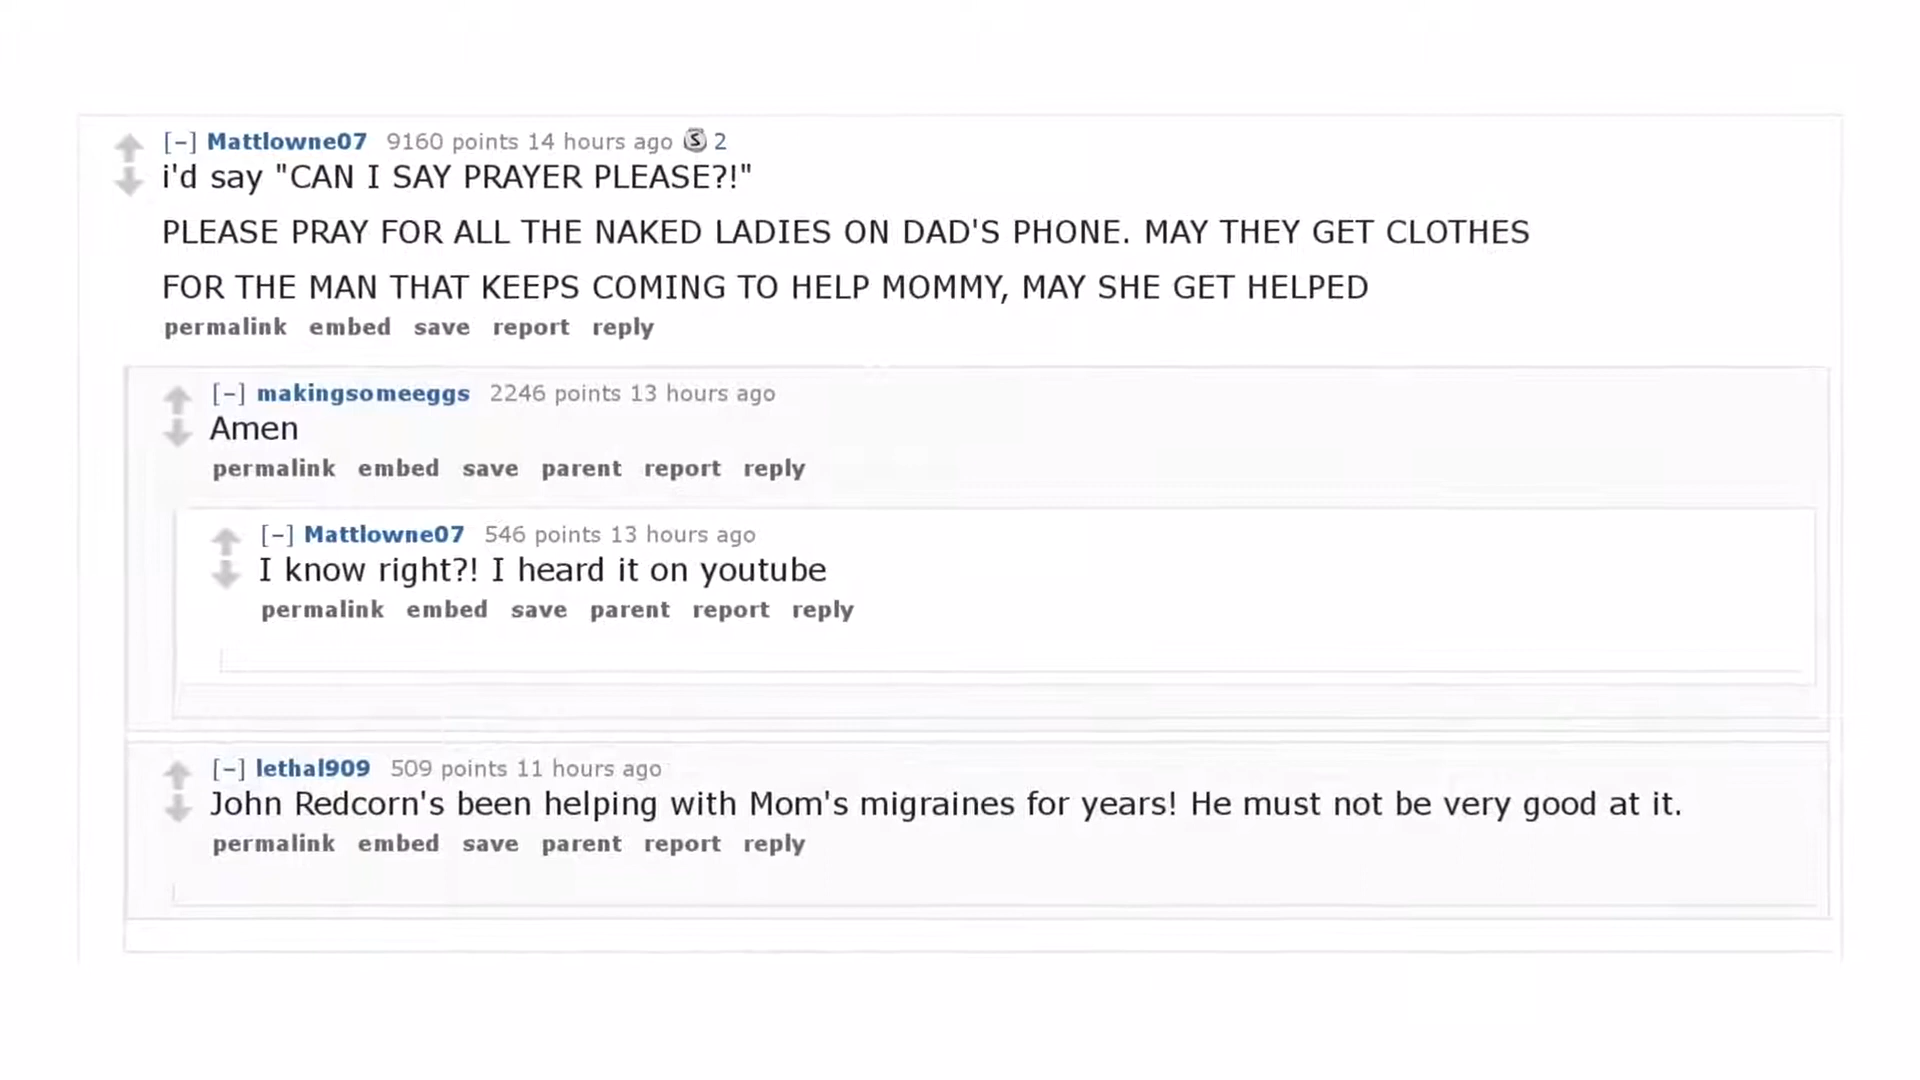 [–] Mattlowne07 9160 points 14 hours ago S 2
i'd say "CAN I SAY PRAYER PLEASE?!"
PLEASE PRAY FOR ALL THE NAKED LADIES ON DAD'S PHONE. MAY THEY GET CLOTHES
FOR THE MAN THAT KEEPS COMING TO HELP MOMMY, MAY SHE GET HELPED
permalink embed save report reply
[–] makingsomeeggs 2246 points 13 hours ago
Amen
permalink embed save parent report reply
[–] Mattlowne07 546 points 13 hours ago
I know right?! I heard it on youtube
permalink embed save parent report reply
[–] lethal909 509 points 11 hours ago
John Redcorn's been helping with Mom's migraines for years! He must not be very good at it.
permalink embed save parent report reply